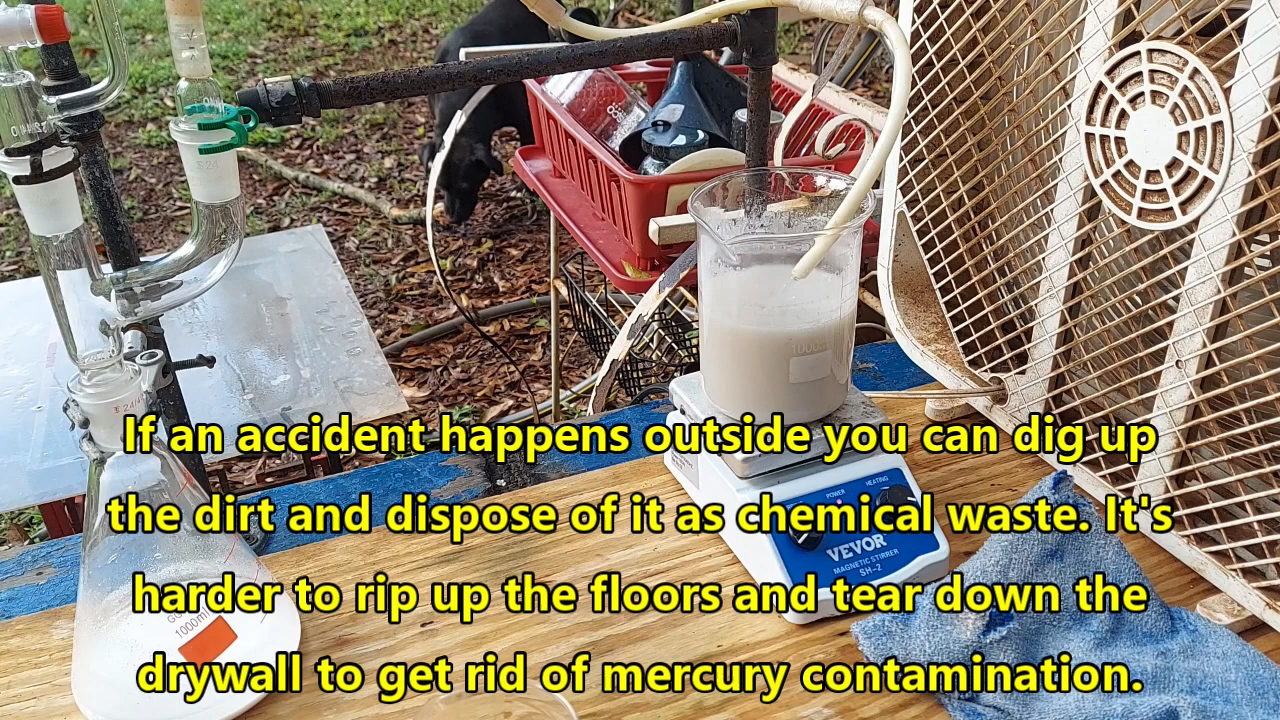 E 24
POWER
HEATING
1000ml
If an accident happens outside you can dig up
the dirt and dispose of it as chemical waste. It's
harder to rip up the floors and tear down the
drywall to get rid of mercury contamination.
VEVOR
MAGNETIC STIRRER
SH-2